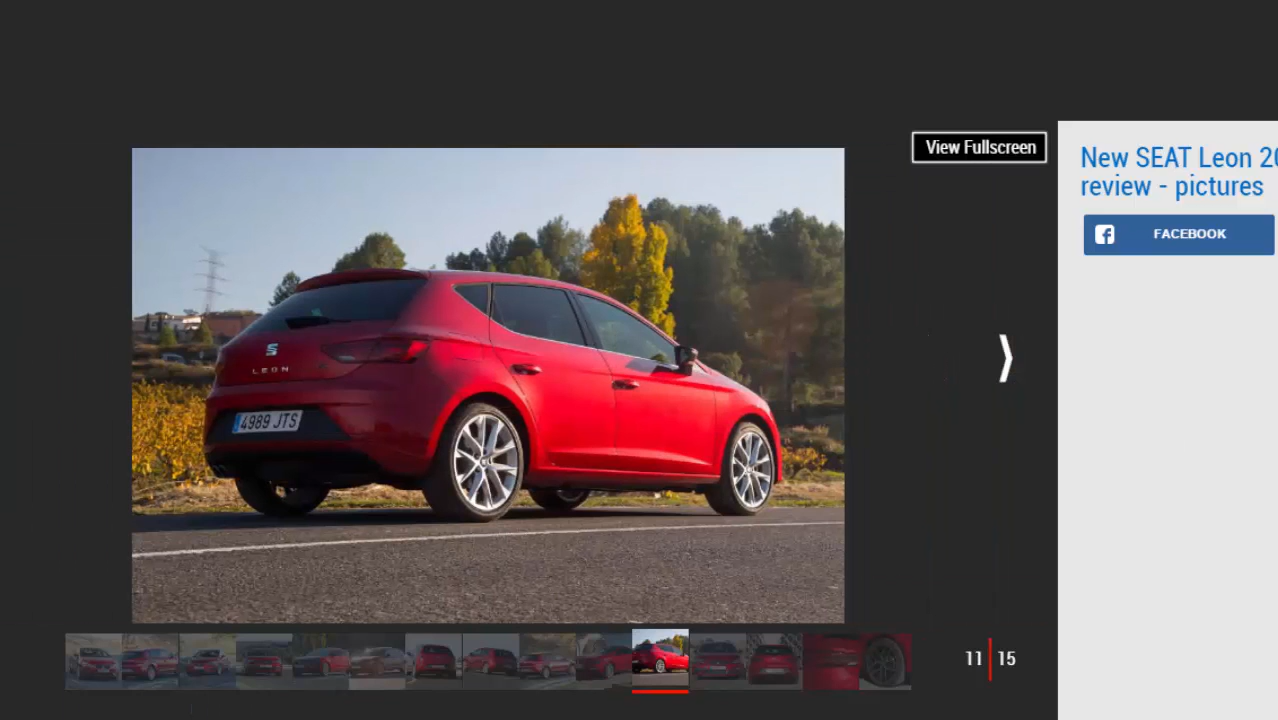 View Fullscreen
New SEAT Leon 20
review - pictures
FACEBOOK
LEON
4989 JTS
11 15